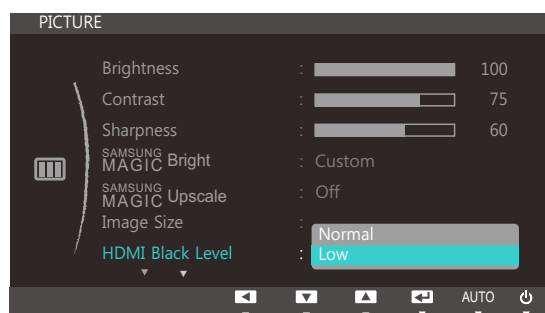 PICTURE
Brightness : 100
Contrast : 75
Sharpness : 60
SAMSUNG MAGIC Bright : Custom
SAMSUNG MAGIC Upscale : Off
Image Size :
Normal
HDMI Black Level : Low
AUTO